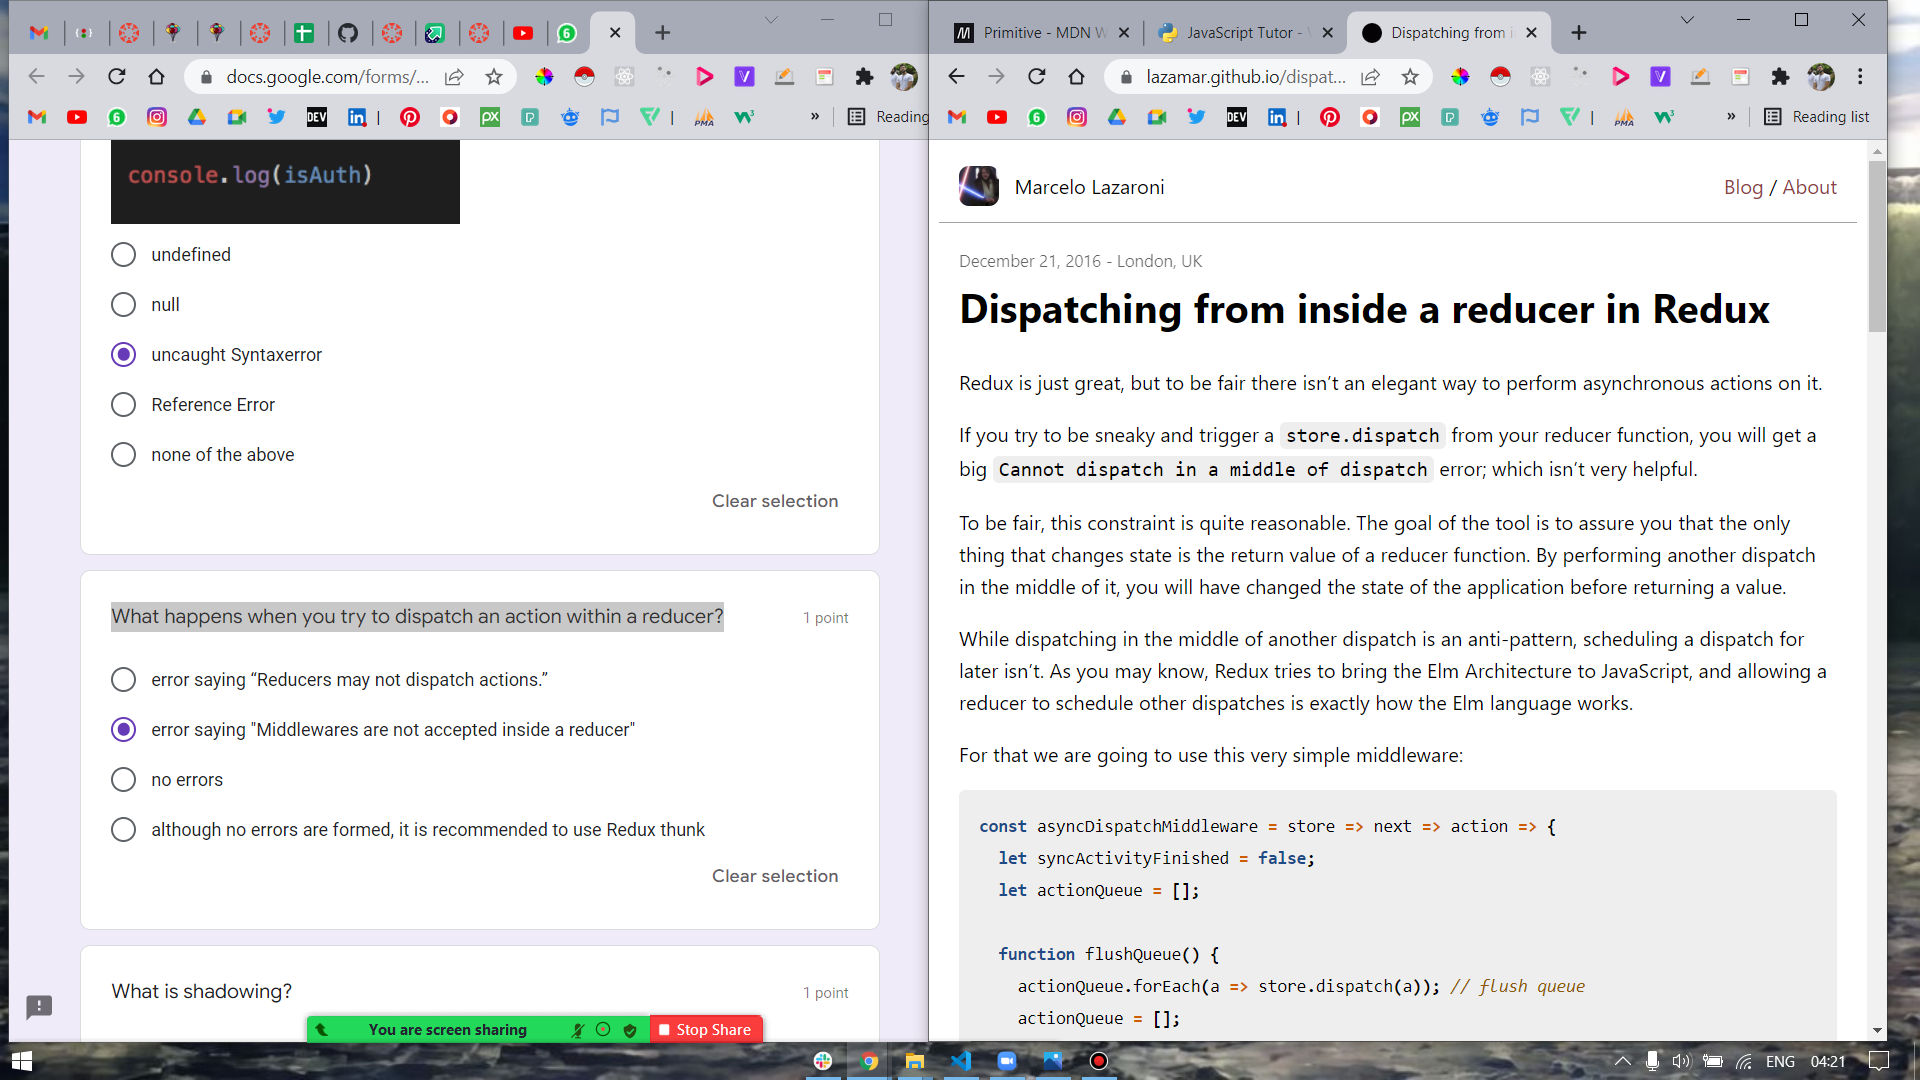 docs.google.com/forms/...
6
DEV
PMA
»
Reading
console.log(isAuth)
undefined
null
uncaught Syntaxerror
Reference Error
none of the above
Clear selection
What happens when you try to dispatch an action within a reducer?
1 point
error saying “Reducers may not dispatch actions.”
error saying "Middlewares are not accepted inside a reducer"
no errors
although no errors are formed, it is recommended to use Redux thunk
Clear selection
What is shadowing?
1 point
You are screen sharing
Stop Share
Primitive - MDN W
JavaScript Tutor -
Dispatching from i
lazamar.github.io/dispat...
6
DEV
PMA
»
Reading list
Marcelo Lazaroni
Blog / About
December 21, 2016 - London, UK
Dispatching from inside a reducer in Redux
Redux is just great, but to be fair there isn’t an elegant way to perform asynchronous actions on it.
If you try to be sneaky and trigger a store.dispatch from your reducer function, you will get a
big Cannot dispatch in a middle of dispatch error; which isn’t very helpful.
To be fair, this constraint is quite reasonable. The goal of the tool is to assure you that the only
thing that changes state is the return value of a reducer function. By performing another dispatch
in the middle of it, you will have changed the state of the application before returning a value.
While dispatching in the middle of another dispatch is an anti-pattern, scheduling a dispatch for
later isn’t. As you may know, Redux tries to bring the Elm Architecture to JavaScript, and allowing a
reducer to schedule other dispatches is exactly how the Elm language works.
For that we are going to use this very simple middleware:
const asyncDispatchMiddleware = store => next => action => {
let syncActivityFinished = false;
let actionQueue = [];
function flushQueue() {
actionQueue.forEach(a => store.dispatch(a)); // flush queue
actionQueue = [];
ENG
04:21